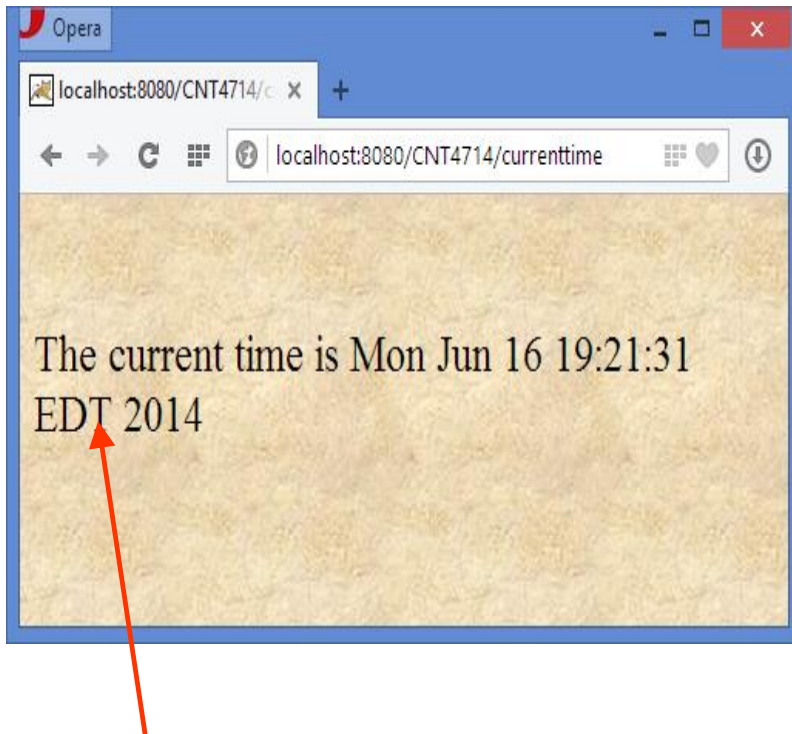 Opera
localhost:8080/CNT4714/c
localhost:8080/CNT4714/currenttime
The current time is Mon Jun 16 19:21:31
EDT 2014